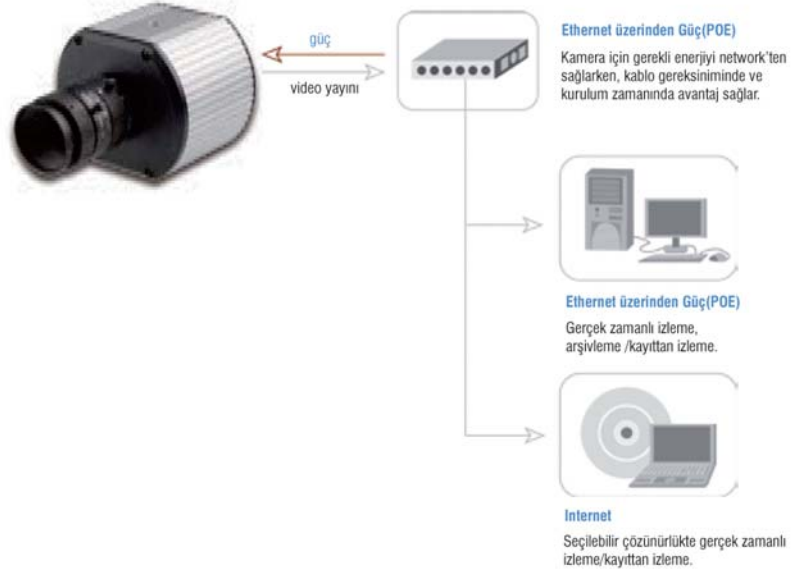 güç
video yayını
Ethernet üzerinden Güç(POE)
Kamera için gerekli enerjiyi network'ten
sağlarken, kablo gereksiniminde ve
kurulum zamanında avantaj sağlar.
Ethernet üzerinden Güç(POE)
Gerçek zamanlı izleme,
arşivleme /kayıttan izleme.
Internet
Seçilebilir çözünürlükte gerçek zamanlı
izleme/kayıttan izleme.